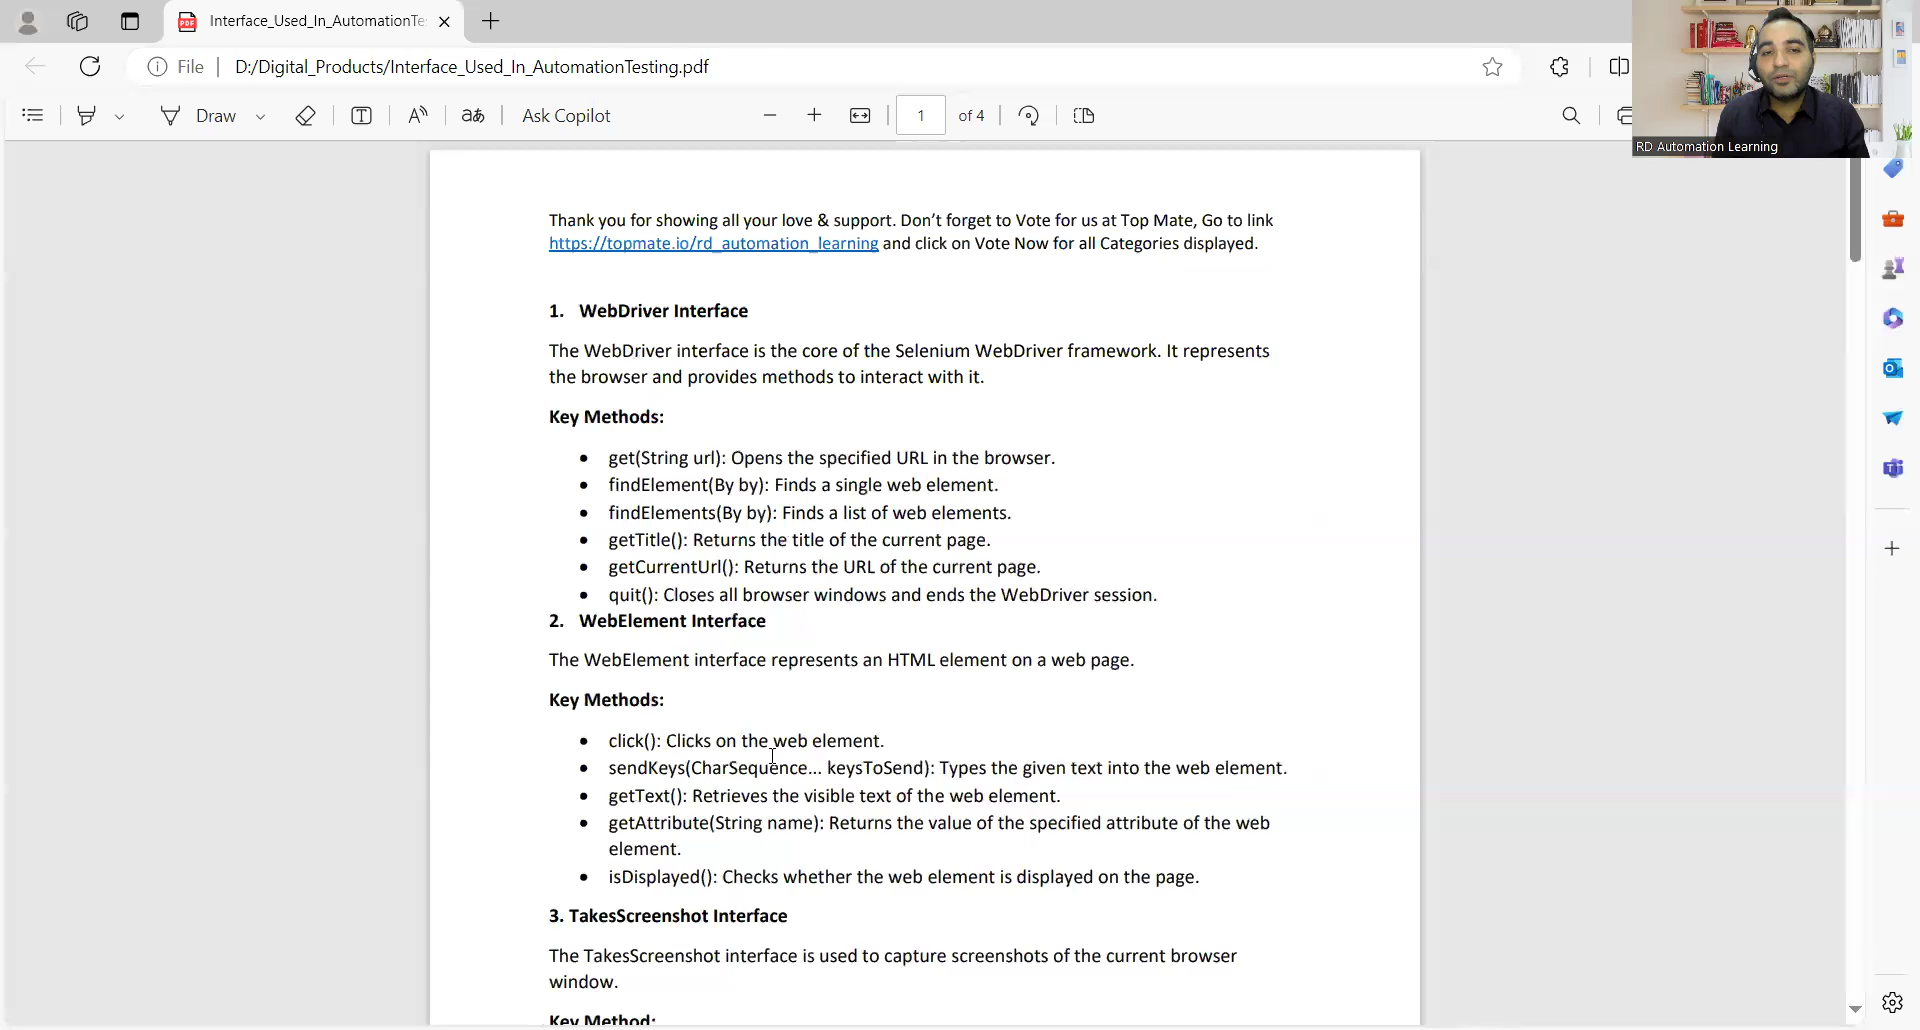 Interface_Used_In_AutomationTe
File
D:/Digital_Products/Interface_Used_In_AutomationTesting.pdf
Draw
Ask Copilot
1 of 4
RD Automation Learning
Thank you for showing all your love & support. Don't forget to Vote for us at Top Mate, Go to link
https://topmate.io/rd_automation_learning and click on Vote Now for all Categories displayed.
1. WebDriver Interface
The WebDriver interface is the core of the Selenium WebDriver framework. It represents
the browser and provides methods to interact with it.
Key Methods:
• get(String url): Opens the specified URL in the browser.
• findElement(By by): Finds a single web element.
• findElements(By by): Finds a list of web elements.
• getTitle(): Returns the title of the current page.
• getCurrentUrl(): Returns the URL of the current page.
• quit(): Closes all browser windows and ends the WebDriver session.
2. WebElement Interface
The WebElement interface represents an HTML element on a web page.
Key Methods:
• click(): Clicks on the web element.
• sendKeys(CharSequence... keysToSend): Types the given text into the web element.
• getText(): Retrieves the visible text of the web element.
• getAttribute(String name): Returns the value of the specified attribute of the web
element.
• isDisplayed(): Checks whether the web element is displayed on the page.
3. TakesScreenshot Interface
The TakesScreenshot interface is used to capture screenshots of the current browser
window.
Key Method: